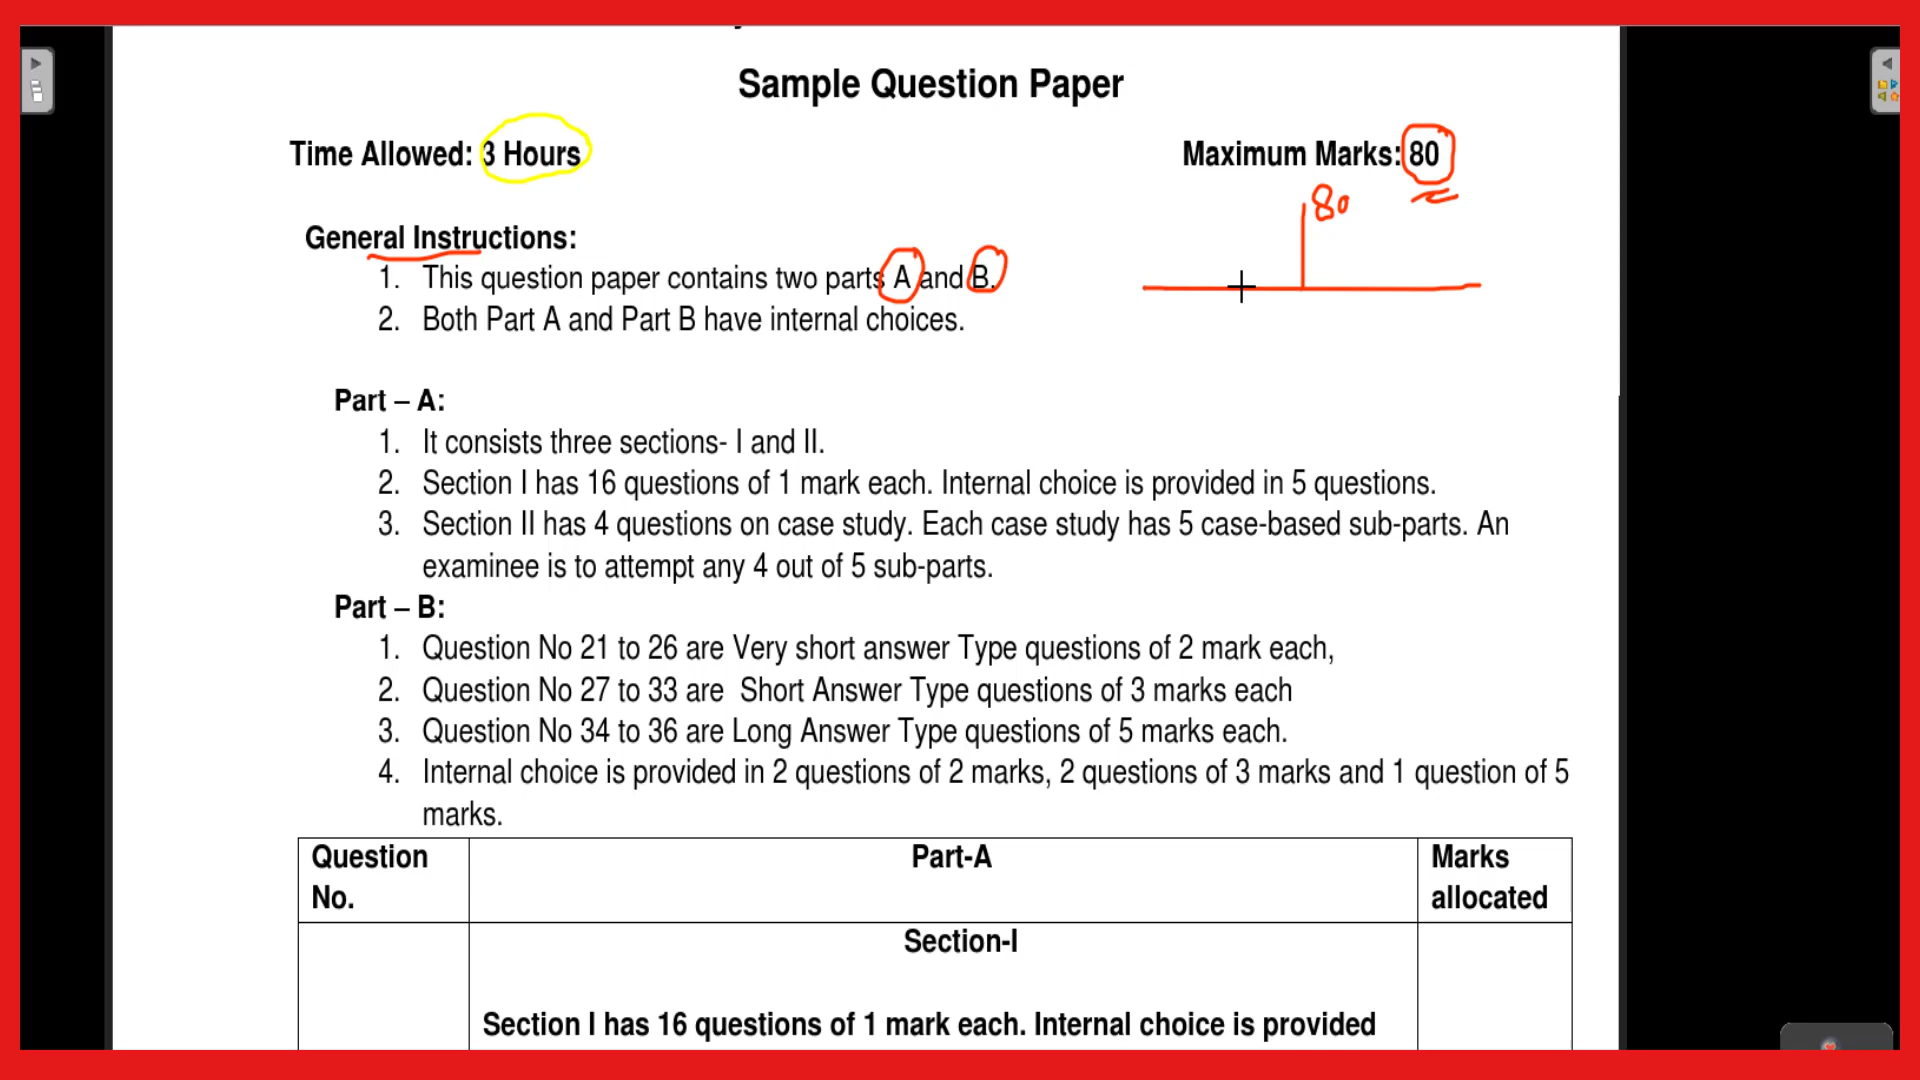 Sample Question Paper
Time Allowed: 3 Hours Maximum Marks: 80
80
General Instructions:
1. This question paper contains two parts A and B.
2. Both Part A and Part B have internal choices.
Part – A:
1. It consists three sections- I and II.
2. Section I has 16 questions of 1 mark each. Internal choice is provided in 5 questions.
3. Section II has 4 questions on case study. Each case study has 5 case-based sub-parts. An
examinee is to attempt any 4 out of 5 sub-parts.
Part – B:
1. Question No 21 to 26 are Very short answer Type questions of 2 mark each,
2. Question No 27 to 33 are Short Answer Type questions of 3 marks each
3. Question No 34 to 36 are Long Answer Type questions of 5 marks each.
4. Internal choice is provided in 2 questions of 2 marks, 2 questions of 3 marks and 1 question of 5
marks.
Question Part-A Marks
No. allocated
Section-I
Section I has 16 questions of 1 mark each. Internal choice is provided